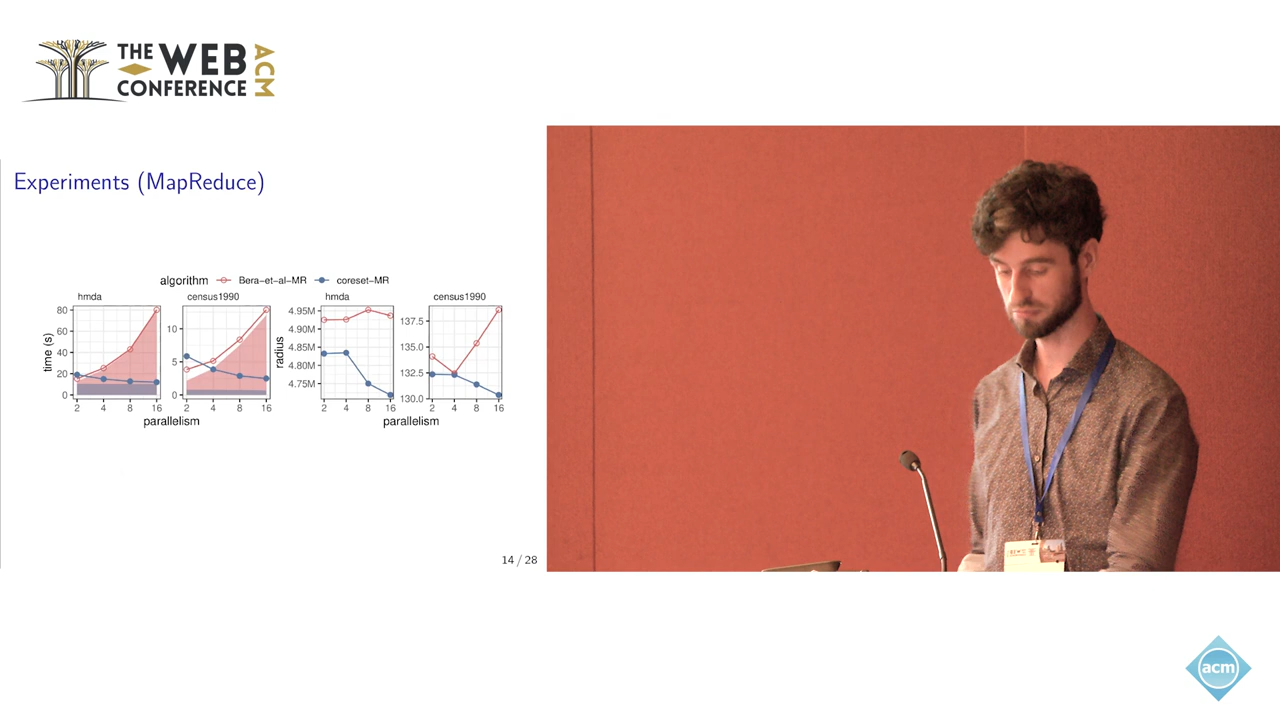 THE WEB
CONFERENCE
ACM
Experiments (MapReduce)
algorithm Bera-et-al-MR coreset-MR
hmda census1990 hmda census1990
time (s)
80
60
40
20
0
2 4 8 16
10
5
0
2 4 8 16
parallelism
radius
4.95M
4.90M
4.85M
4.80M
4.75M
2 4 8 16
137.5
135.0
132.5
130.0
2 4 8 16
parallelism
14 / 28
acm